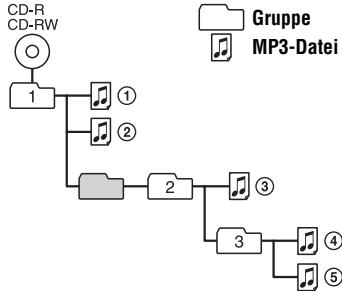 CD-R
CD-RW
Gruppe
MP3-Datei
1
①
②
2
③
3
④
⑤